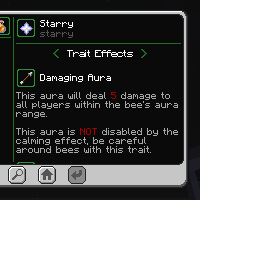 Starry
starry
Trait Effects
Damaging Aura
This aura will deal 5 damage to
all players within the bee's aura
range.
This aura is NOT disabled by the
calming effect, be careful
around bees with this trait.